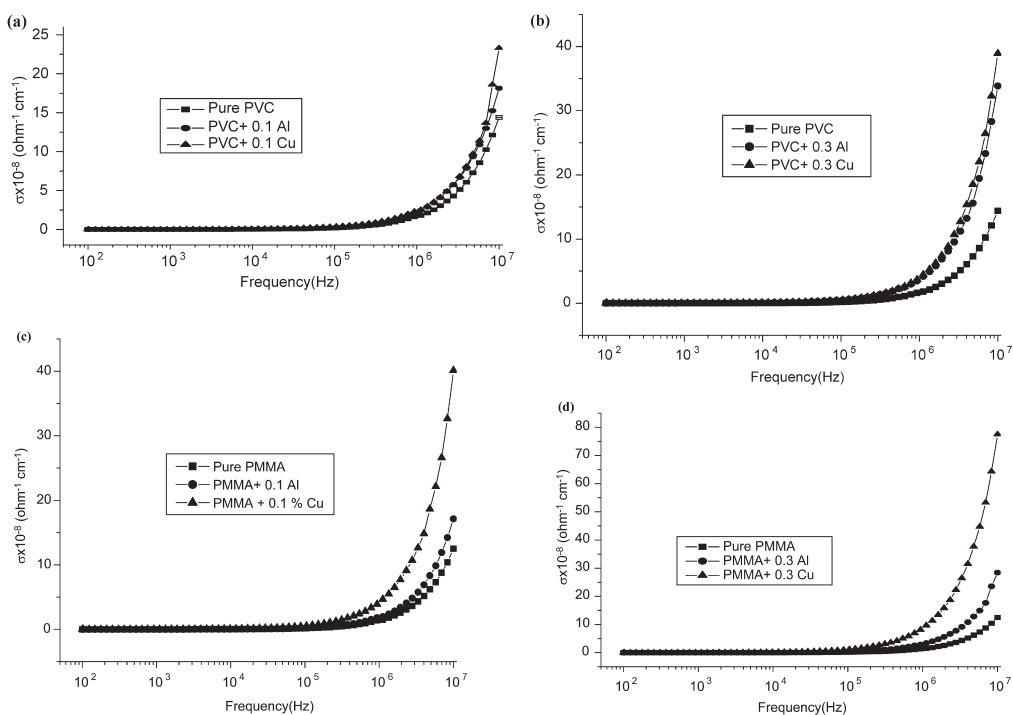 (a)
25
20
15
10
5
0
σx10⁻⁸ (ohm⁻¹ cm⁻¹)
Pure PVC
PVC+ 0.1 Al
PVC+ 0.1 Cu
10² 10³ 10⁴ 10⁵ 10⁶ 10⁷
Frequency(Hz)
(b)
40
30
20
10
0
σx10⁻⁸ (ohm⁻¹ cm⁻¹)
Pure PVC
PVC+ 0.3 Al
PVC+ 0.3 Cu
10² 10³ 10⁴ 10⁵ 10⁶ 10⁷
Frequency(Hz)
(c)
40
30
20
10
0
σx10⁻⁸ (ohm⁻¹ cm⁻¹)
Pure PMMA
PMMA+ 0.1 Al
PMMA + 0.1 % Cu
10² 10³ 10⁴ 10⁵ 10⁶ 10⁷
Frequency(Hz)
(d)
80
70
60
50
40
30
20
10
0
σx10⁻⁸ (ohm⁻¹ cm⁻¹)
Pure PMMA
PMMA+ 0.3 Al
PMMA+ 0.3 Cu
10² 10³ 10⁴ 10⁵ 10⁶ 10⁷
Frequency(Hz)